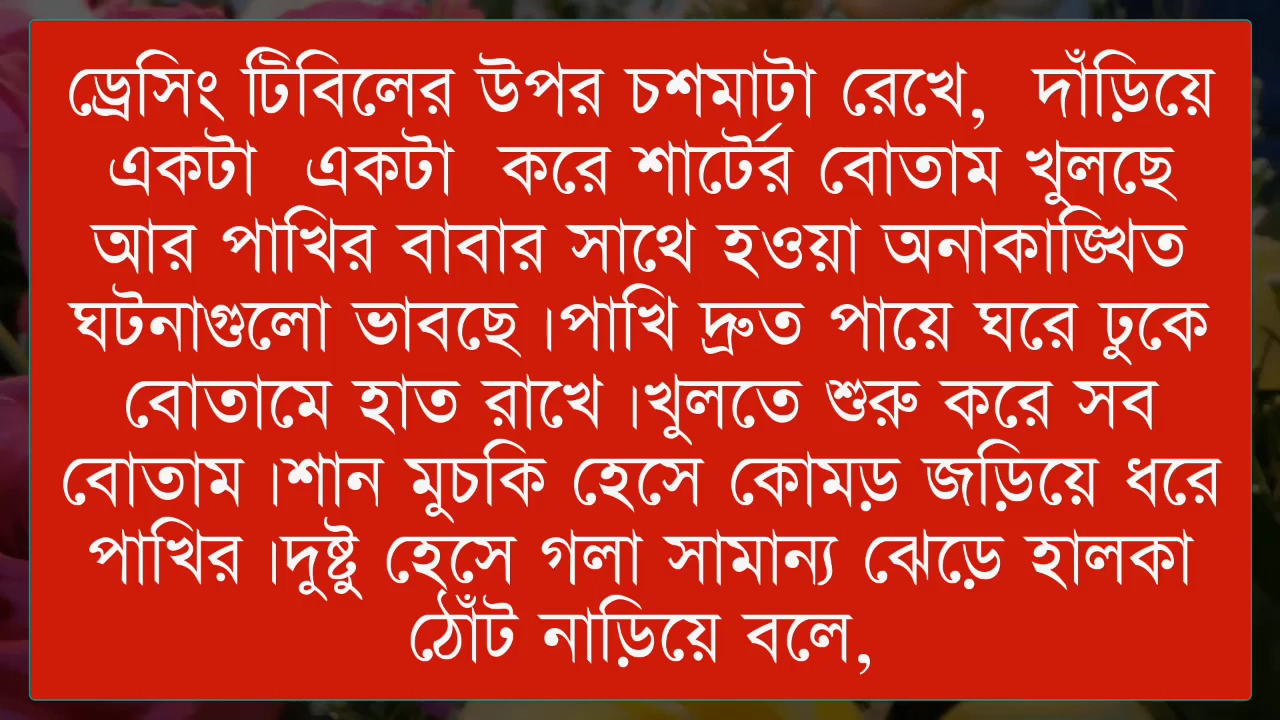 ড্রেসিং টিবিলের উপর চশমাটা রেখে, দাঁড়িয়ে
একটা একটা করে শার্টের বোতাম খুলছে
আর পাখির বাবার সাথে হওয়া অনাকাঙ্খিত
ঘটনাগুলো ভাবছে।পাখি দ্রুত পায়ে ঘরে ঢুকে
বোতামে হাত রাখে।খুলতে শুরু করে সব
বোতাম।শান মুচকি হেসে কোমড় জড়িয়ে ধরে
পাখির।দুষ্টু হেসে গলা সামান্য ঝেড়ে হালকা
ঠোঁট নাড়িয়ে বলে,